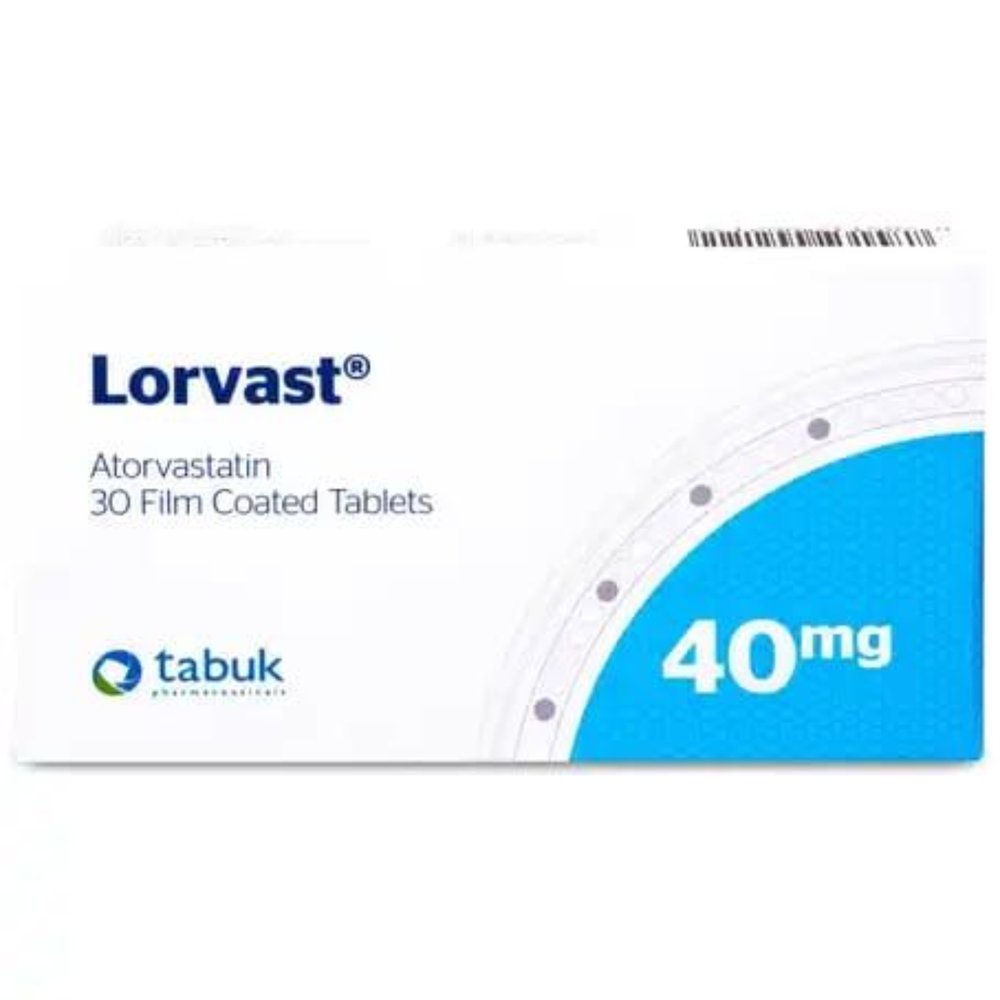 Lorvast®
Atorvastatin
30 Film Coated Tablets
tabuk
pharmaceuticals
40mg